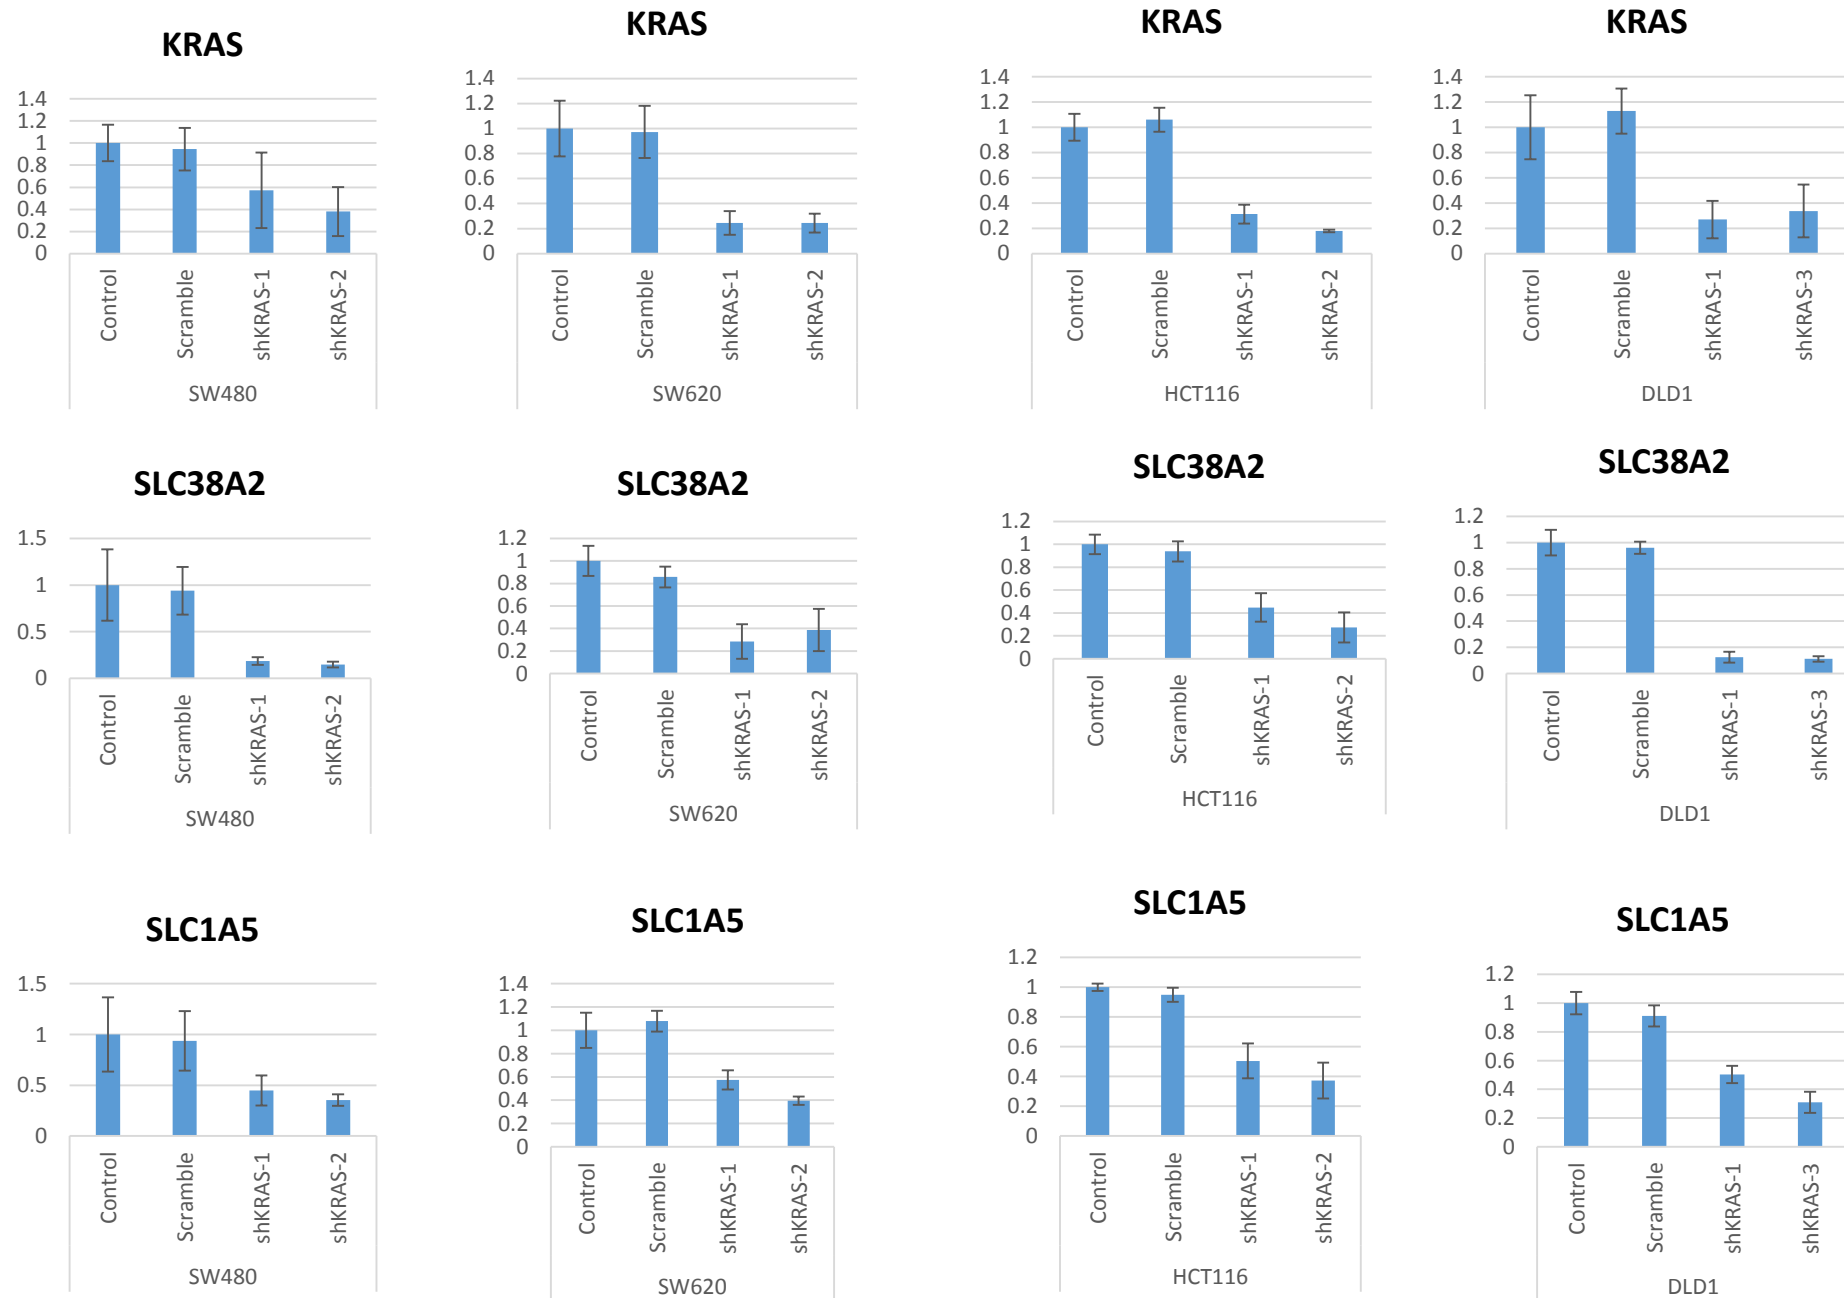 KRAS
1.4
1.2
1
0.8
0.6
0.4
0.2
0
Control
Scramble
shKRAS-1
shKRAS-2
SW480
KRAS
1.4
1.2
1
0.8
0.6
0.4
0.2
0
Control
Scramble
shKRAS-1
shKRAS-2
SW620
KRAS
1.4
1.2
1
0.8
0.6
0.4
0.2
0
Control
Scramble
shKRAS-1
shKRAS-2
HCT116
KRAS
1.4
1.2
1
0.8
0.6
0.4
0.2
0
Control
Scramble
shKRAS-1
shKRAS-3
DLD1
SLC38A2
1.5
1
0.5
0
Control
Scramble
shKRAS-1
shKRAS-2
SW480
SLC38A2
1.2
1
0.8
0.6
0.4
0.2
0
Control
Scramble
shKRAS-1
shKRAS-2
SW620
SLC38A2
1.2
1
0.8
0.6
0.4
0.2
0
Control
Scramble
shKRAS-1
shKRAS-2
HCT116
SLC38A2
1.2
1
0.8
0.6
0.4
0.2
0
Control
Scramble
shKRAS-1
shKRAS-3
DLD1
SLC1A5
1.5
1
0.5
0
Control
Scramble
shKRAS-1
shKRAS-2
SW480
SLC1A5
1.4
1.2
1
0.8
0.6
0.4
0.2
0
Control
Scramble
shKRAS-1
shKRAS-2
SW620
SLC1A5
1.2
1
0.8
0.6
0.4
0.2
0
Control
Scramble
shKRAS-1
shKRAS-2
HCT116
SLC1A5
1.2
1
0.8
0.6
0.4
0.2
0
Control
Scramble
shKRAS-1
shKRAS-3
DLD1